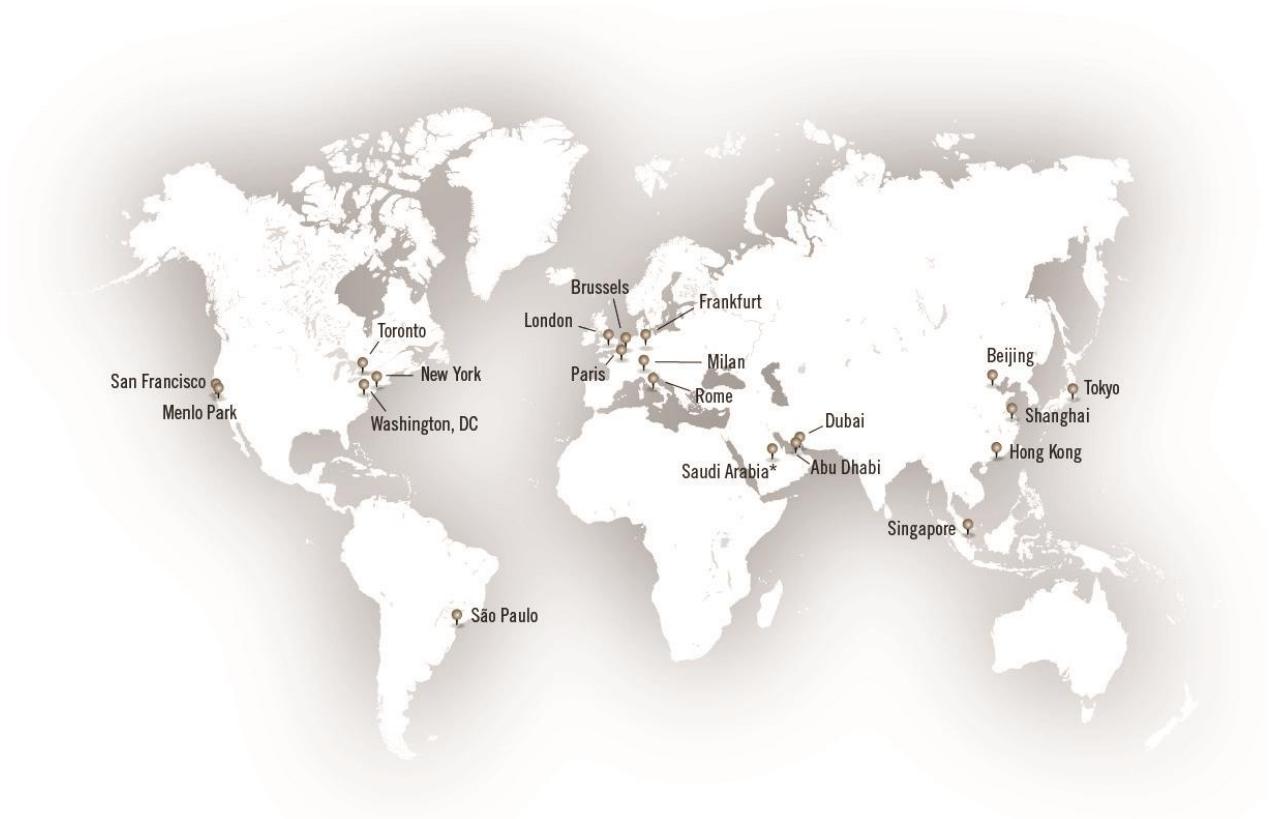 Brussels
Frankfurt
London
Toronto
Milan
New York
Paris
Beijing
San Francisco
Tokyo
Rome
Menlo Park
Shanghai
Washington, DC
Dubai
Hong Kong
Saudi Arabia*
Abu Dhabi
Singapore
São Paulo